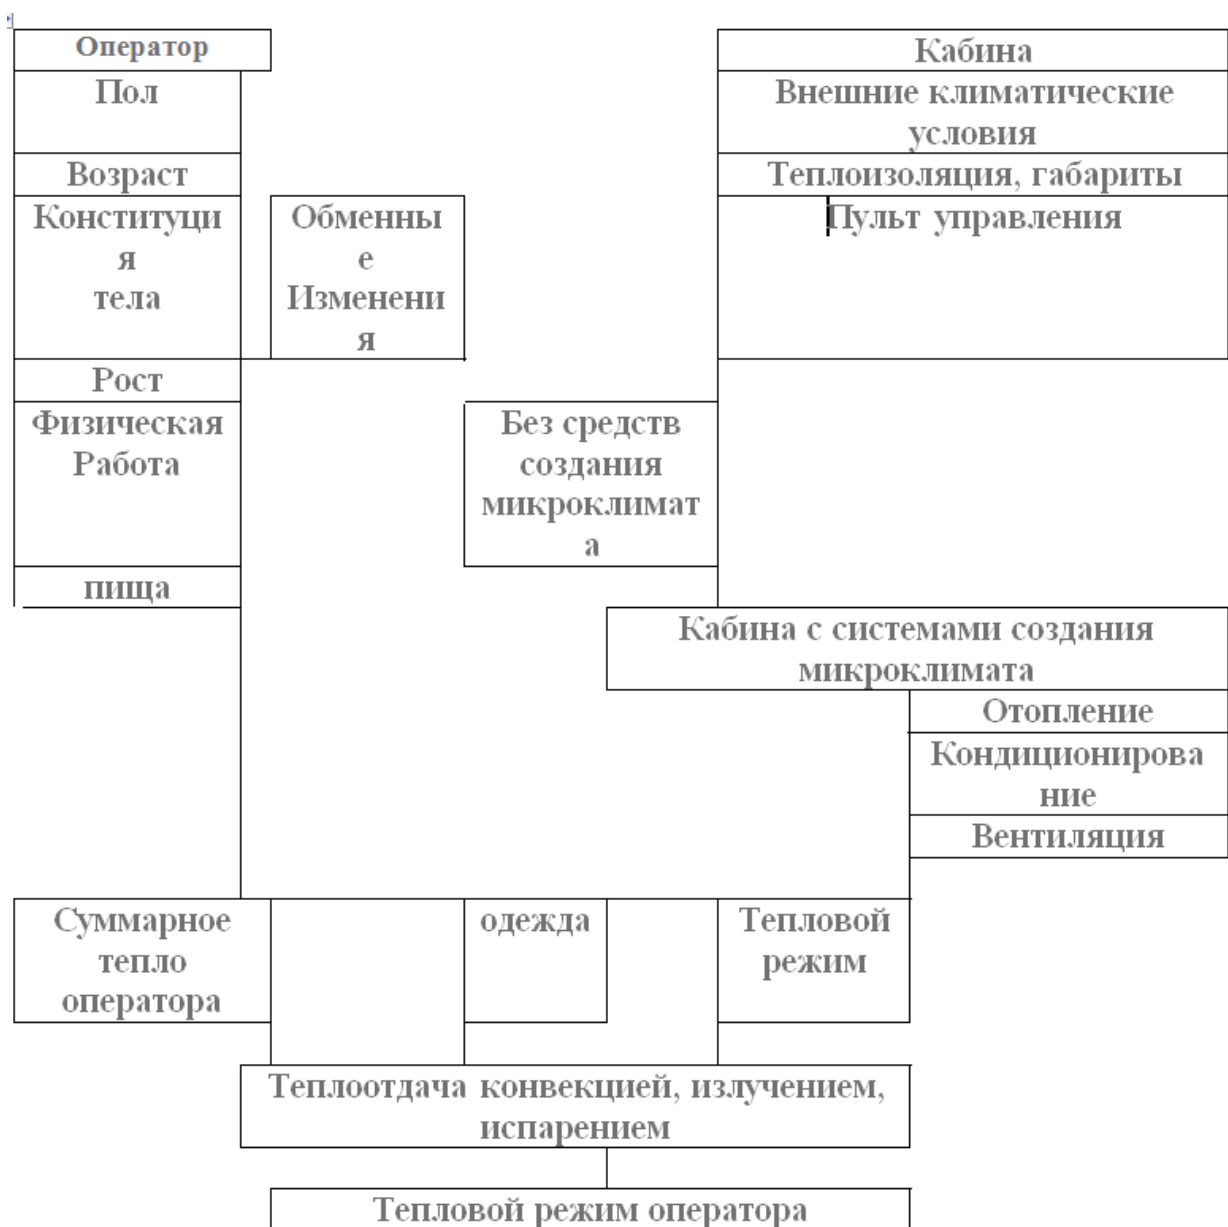 Оператор
Кабина
Пол
Внешние климатические
условия
Возраст
Теплоизоляция, габариты
Конституци
я
тела
Обменны
е
Изменени
я
Пульт управления
Рост
Физическая
Работа
Без средств
создания
микроклимат
а
пища
Кабина с системами создания
микроклимата
Отопление
Кондиционирова
ние
Вентиляция
Суммарное
тепло
оператора
одежда
Тепловой
режим
Теплоотдача конвекцией, излучением,
испарением
Тепловой режим оператора